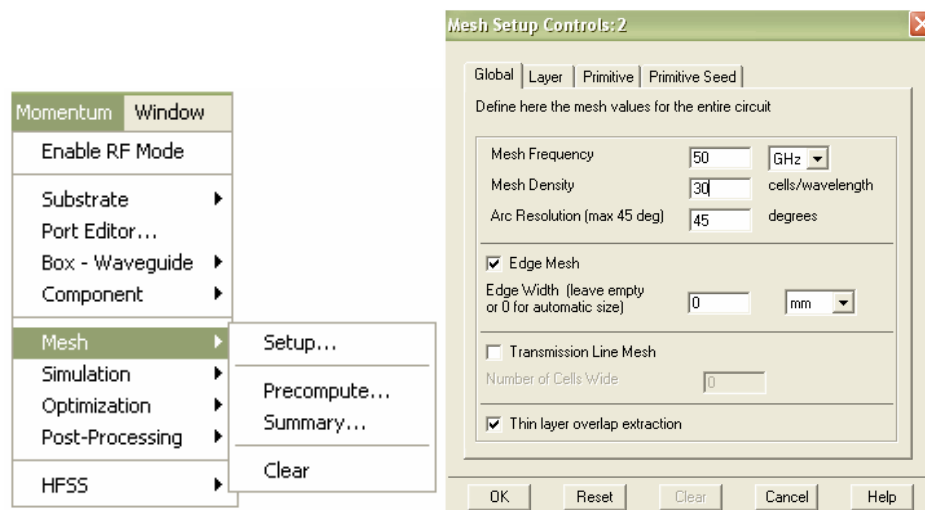 Momentum Window
Enable RF Mode
Substrate
Port Editor...
Box - Waveguide
Component
Mesh
Simulation
Optimization
Post-Processing
HFSS
Setup...
Precompute...
Summary...
Clear
Mesh Setup Controls:2
Global Layer Primitive Primitive Seed
Define here the mesh values for the entire circuit
Mesh Frequency 50 GHz
Mesh Density 30 cells/wavelength
Arc Resolution (max 45 deg) 45 degrees
Edge Mesh
Edge Width (leave empty
or 0 for automatic size) 0 mm
Transmission Line Mesh
Number of Cells Wide 0
Thin layer overlap extraction
OK Reset Clear Cancel Help